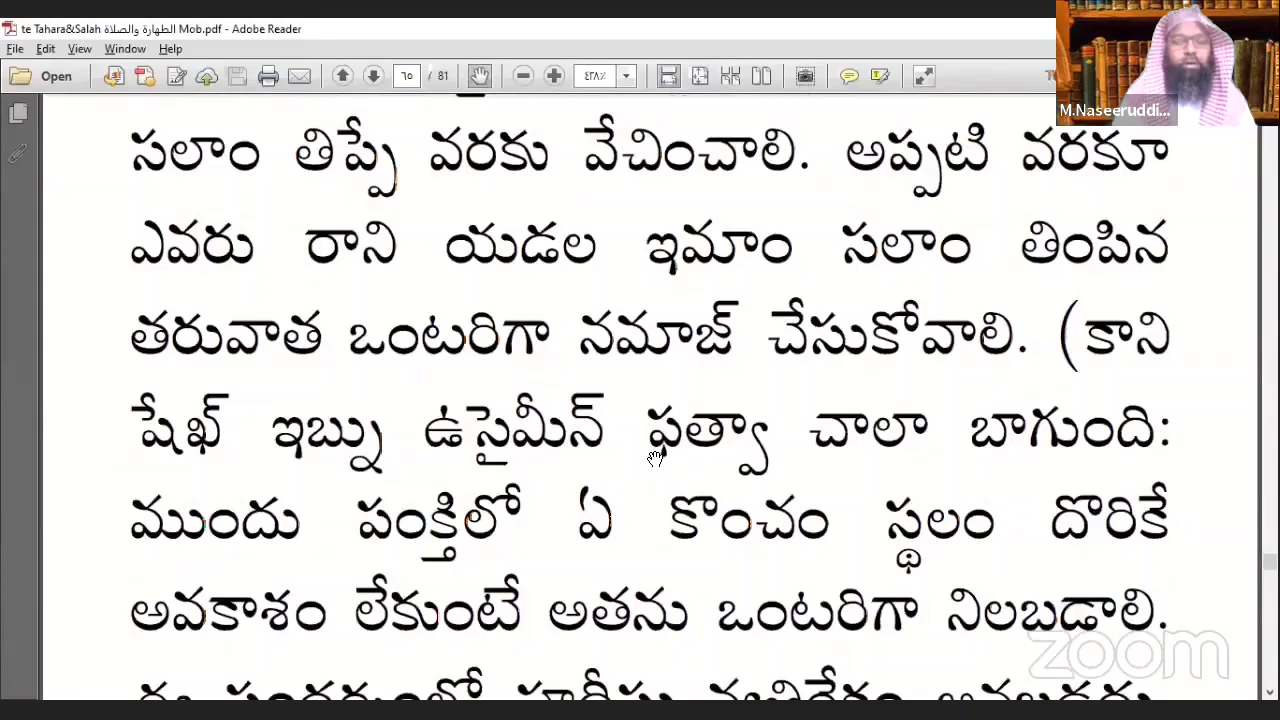 te Tahara&Salah الطهارة والصلاة Mob.pdf - Adobe Reader
File Edit View Window Help
Open ٦٥ / 81 ٤٣٨٪
M.Naseeruddi...
సలాం తిప్పే వరకు వేచించాలి. అప్పటి వరకూ
ఎవరు రాని యడల ఇమాం సలాం తింపిన
తరువాత ఒంటరిగా నమాజ్ చేసుకోవాలి. (కాని
షేఖ్ ఇబ్ను ఉసైమీన్ ఫత్వా చాలా బాగుంది:
ముందు పంక్తిలో ఏ కొంచం స్థలం దొరికే
అవకాశం లేకుంటే అతను ఒంటరిగా నిలబడాలి.
zoom